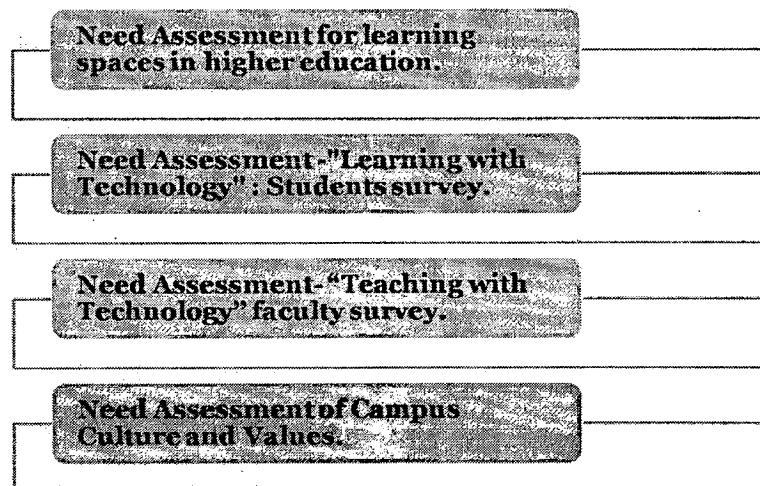 Need Assessment for learning
spaces in higher education.
Need Assessment-"Learning with
Technology" : Students survey.
Need Assessment-“Teaching with
Technology” faculty survey.
Need Assessment of Campus
Culture and Values.